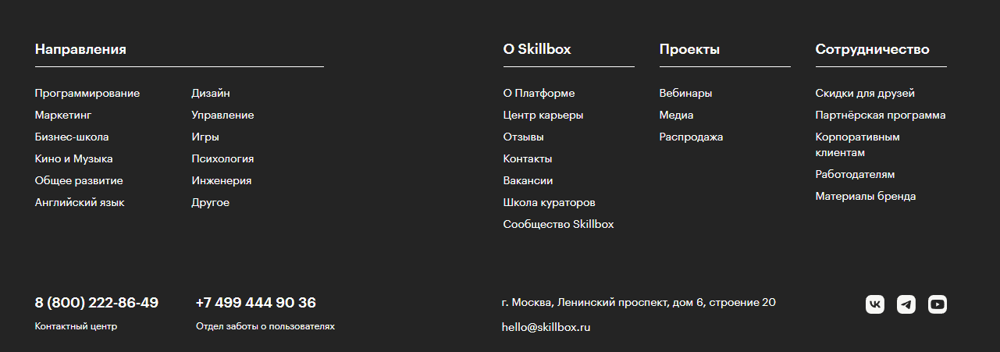 Направления
Программирование
Маркетинг
Бизнес-школа
Кино и Музыка
Общее развитие
Английский язык
Дизайн
Управление
Игры
Психология
Инженерия
Другое
О Skillbox
О Платформе
Центр карьеры
Отзывы
Контакты
Вакансии
Школа кураторов
Сообщество Skillbox
Проекты
Вебинары
Медиа
Распродажа
Сотрудничество
Скидки для друзей
Партнёрская программа
Корпоративным
клиентам
Работодателям
Материалы бренда
8 (800) 222-86-49
Контактный центр
+7 499 444 90 36
Отдел заботы о пользователях
г. Москва, Ленинский проспект, дом 6, строение 20
hello@skillbox.ru